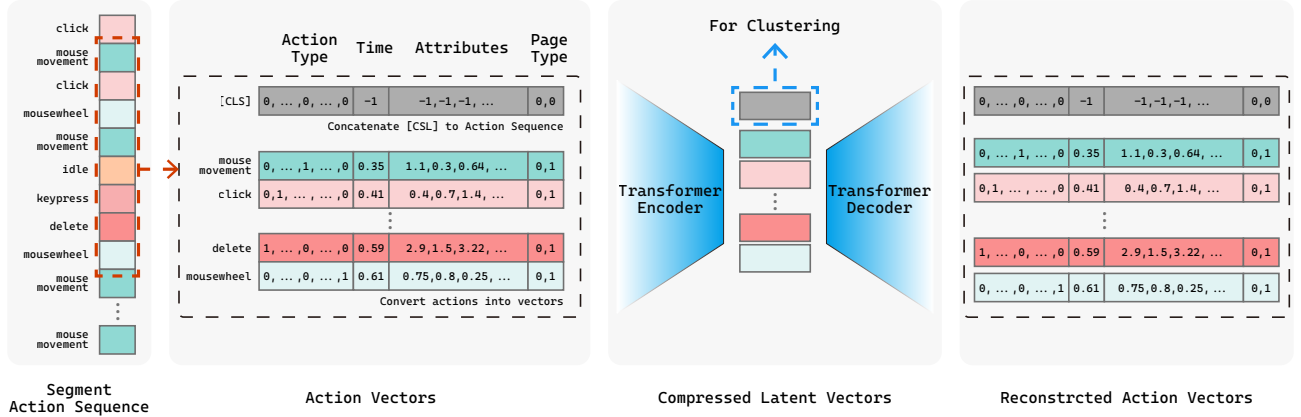 click
mouse
movement
click
mousewheel
mouse
movement
idle
keypress
delete
mousewheel
mouse
movement
mouse
movement
Segment
Action Sequence
Action
Type
Time
Attributes
Page
Type
[CLS]
0, ... ,0, ... ,0
-1
-1,-1,-1, ...
0,0
Concatenate [CSL] to Action Sequence
mouse
movement
0, ... ,1, ... ,0
0.35
1.1,0.3,0.64, ...
0,1
click
0,1, ... , ... ,0
0.41
0.4,0.7,1.4, ...
0,1
delete
1, ... ,0, ... ,0
0.59
2.9,1.5,3.22, ...
0,1
mousewheel
0, ... ,0, ... ,1
0.61
0.75,0.8,0.25, ...
0,1
Convert actions into vectors
Action Vectors
For Clustering
Transformer
Encoder
Transformer
Decoder
Compressed Latent Vectors
0, ... ,0, ... ,0
-1
-1,-1,-1, ...
0,0
0, ... ,1, ... ,0
0.35
1.1,0.3,0.64, ...
0,1
0,1, ... , ... ,0
0.41
0.4,0.7,1.4, ...
0,1
1, ... ,0, ... ,0
0.59
2.9,1.5,3.22, ...
0,1
0, ... ,0, ... ,1
0.61
0.75,0.8,0.25, ...
0,1
Reconstrcted Action Vectors